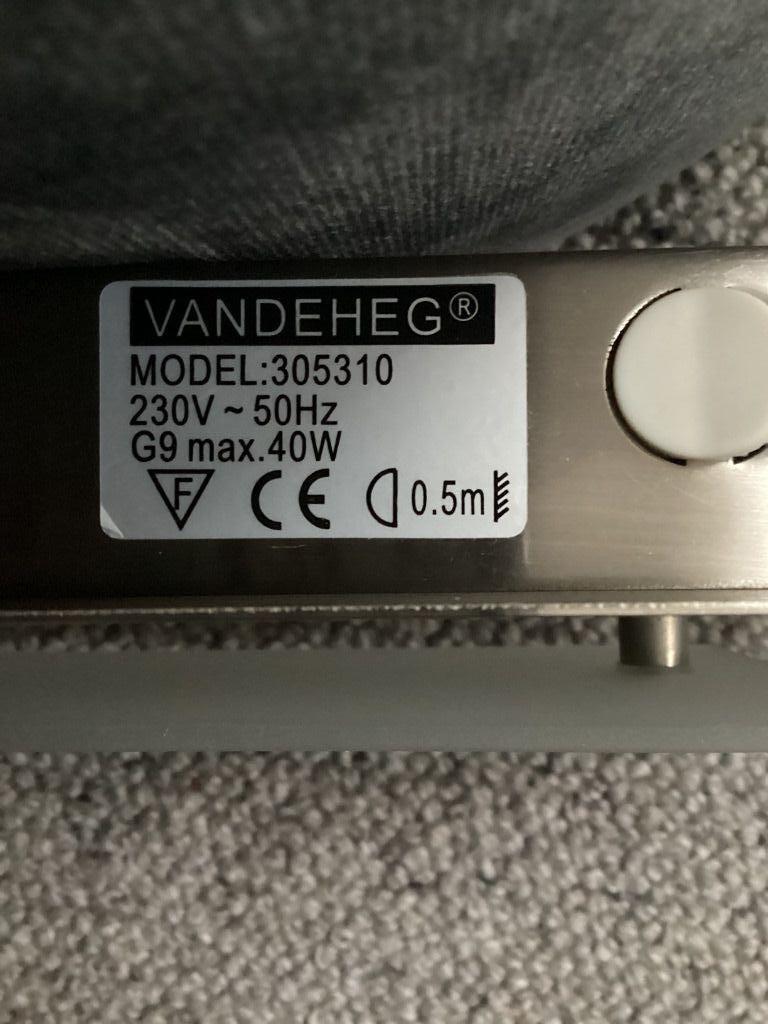 VANDEHEG®
MODEL:305310
230V ~ 50Hz
G9 max.40W
F CE 0.5m